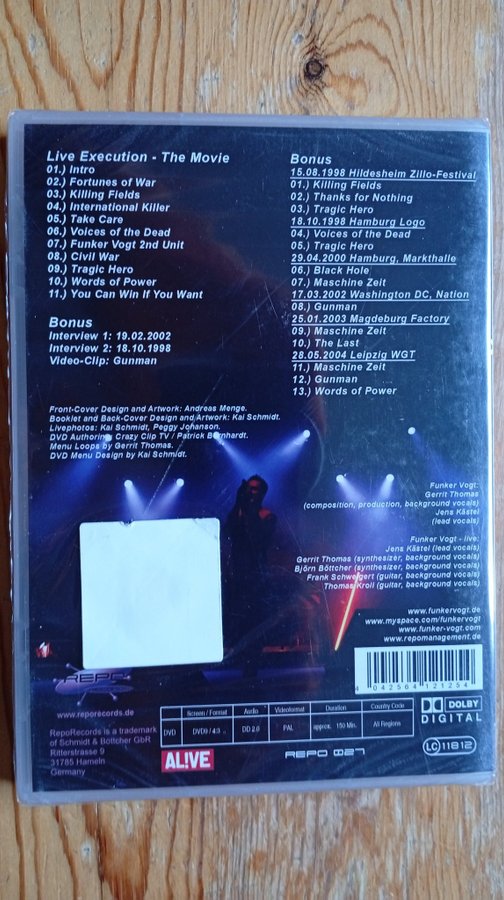 Live Execution - The Movie
01.) Intro
02.) Fortunes of War
03.) Killing Fields
04.) International Killer
05.) Take Care
06.) Voices of the Dead
07.) Funker Vogt 2nd Unit
08.) Civil War
09.) Tragic Hero
10.) Words of Power
11.) You Can Win If You Want
Bonus
Interview 1: 19.02.2002
Interview 2: 18.10.1998
Video-Clip: Gunman
Bonus
15.08.1998 Hildesheim Zillo-Festival
01.) Killing Fields
02.) Thanks for Nothing
03.) Tragic Hero
18.10.1998 Hamburg Logo
04.) Voices of the Dead
05.) Tragic Hero
29.04.2000 Hamburg, Markthalle
06.) Black Hole
07.) Maschine Zeit
17.03.2002 Washington DC, Nation
08.) Gunman
25.01.2003 Magdeburg Factory
09.) Maschine Zeit
10.) The Last
28.05.2004 Leipzig WGT
11.) Maschine Zeit
12.) Gunman
13.) Words of Power
Front-Cover Design and Artwork: Andreas Menge.
Booklet and Back-Cover Design and Artwork: Kai Schmidt.
Livephotos: Kai Schmidt, Peggy Johanson.
DVD Authoring: Crazy Clip TV / Patrick Bernhardt.
Menu Loops by Gerrit Thomas.
DVD Menu Design by Kai Schmidt.
Funker Vogt:
Gerrit Thomas
(composition, production, background vocals)
Jens Kästel
(lead vocals)
Funker Vogt - live:
Jens Kästel (lead vocals)
Gerrit Thomas (synthesizer, background vocals)
Björn Böttcher (synthesizer, background vocals)
Frank Schweigert (guitar, background vocals)
Thomas Kroll (guitar, background vocals)
www.funkervogt.de
www.myspace.com/funkervogt
www.funker-vogt.com
www.repomanagement.de
4 042564 121254
REPO
www.reporecords.de
RepoRecords is a trademark
of Schmidt & Böttcher GbR
Ritterstrasse 9
31785 Hameln
Germany
Screen / Format Audio Videoformat Duration Country Code
DVD DVD9 / 4:3 DD 2.0 PAL approx. 150 Min. All Regions
AL!VE
REPO 027
DOLBY
DIGITAL
LC 11812